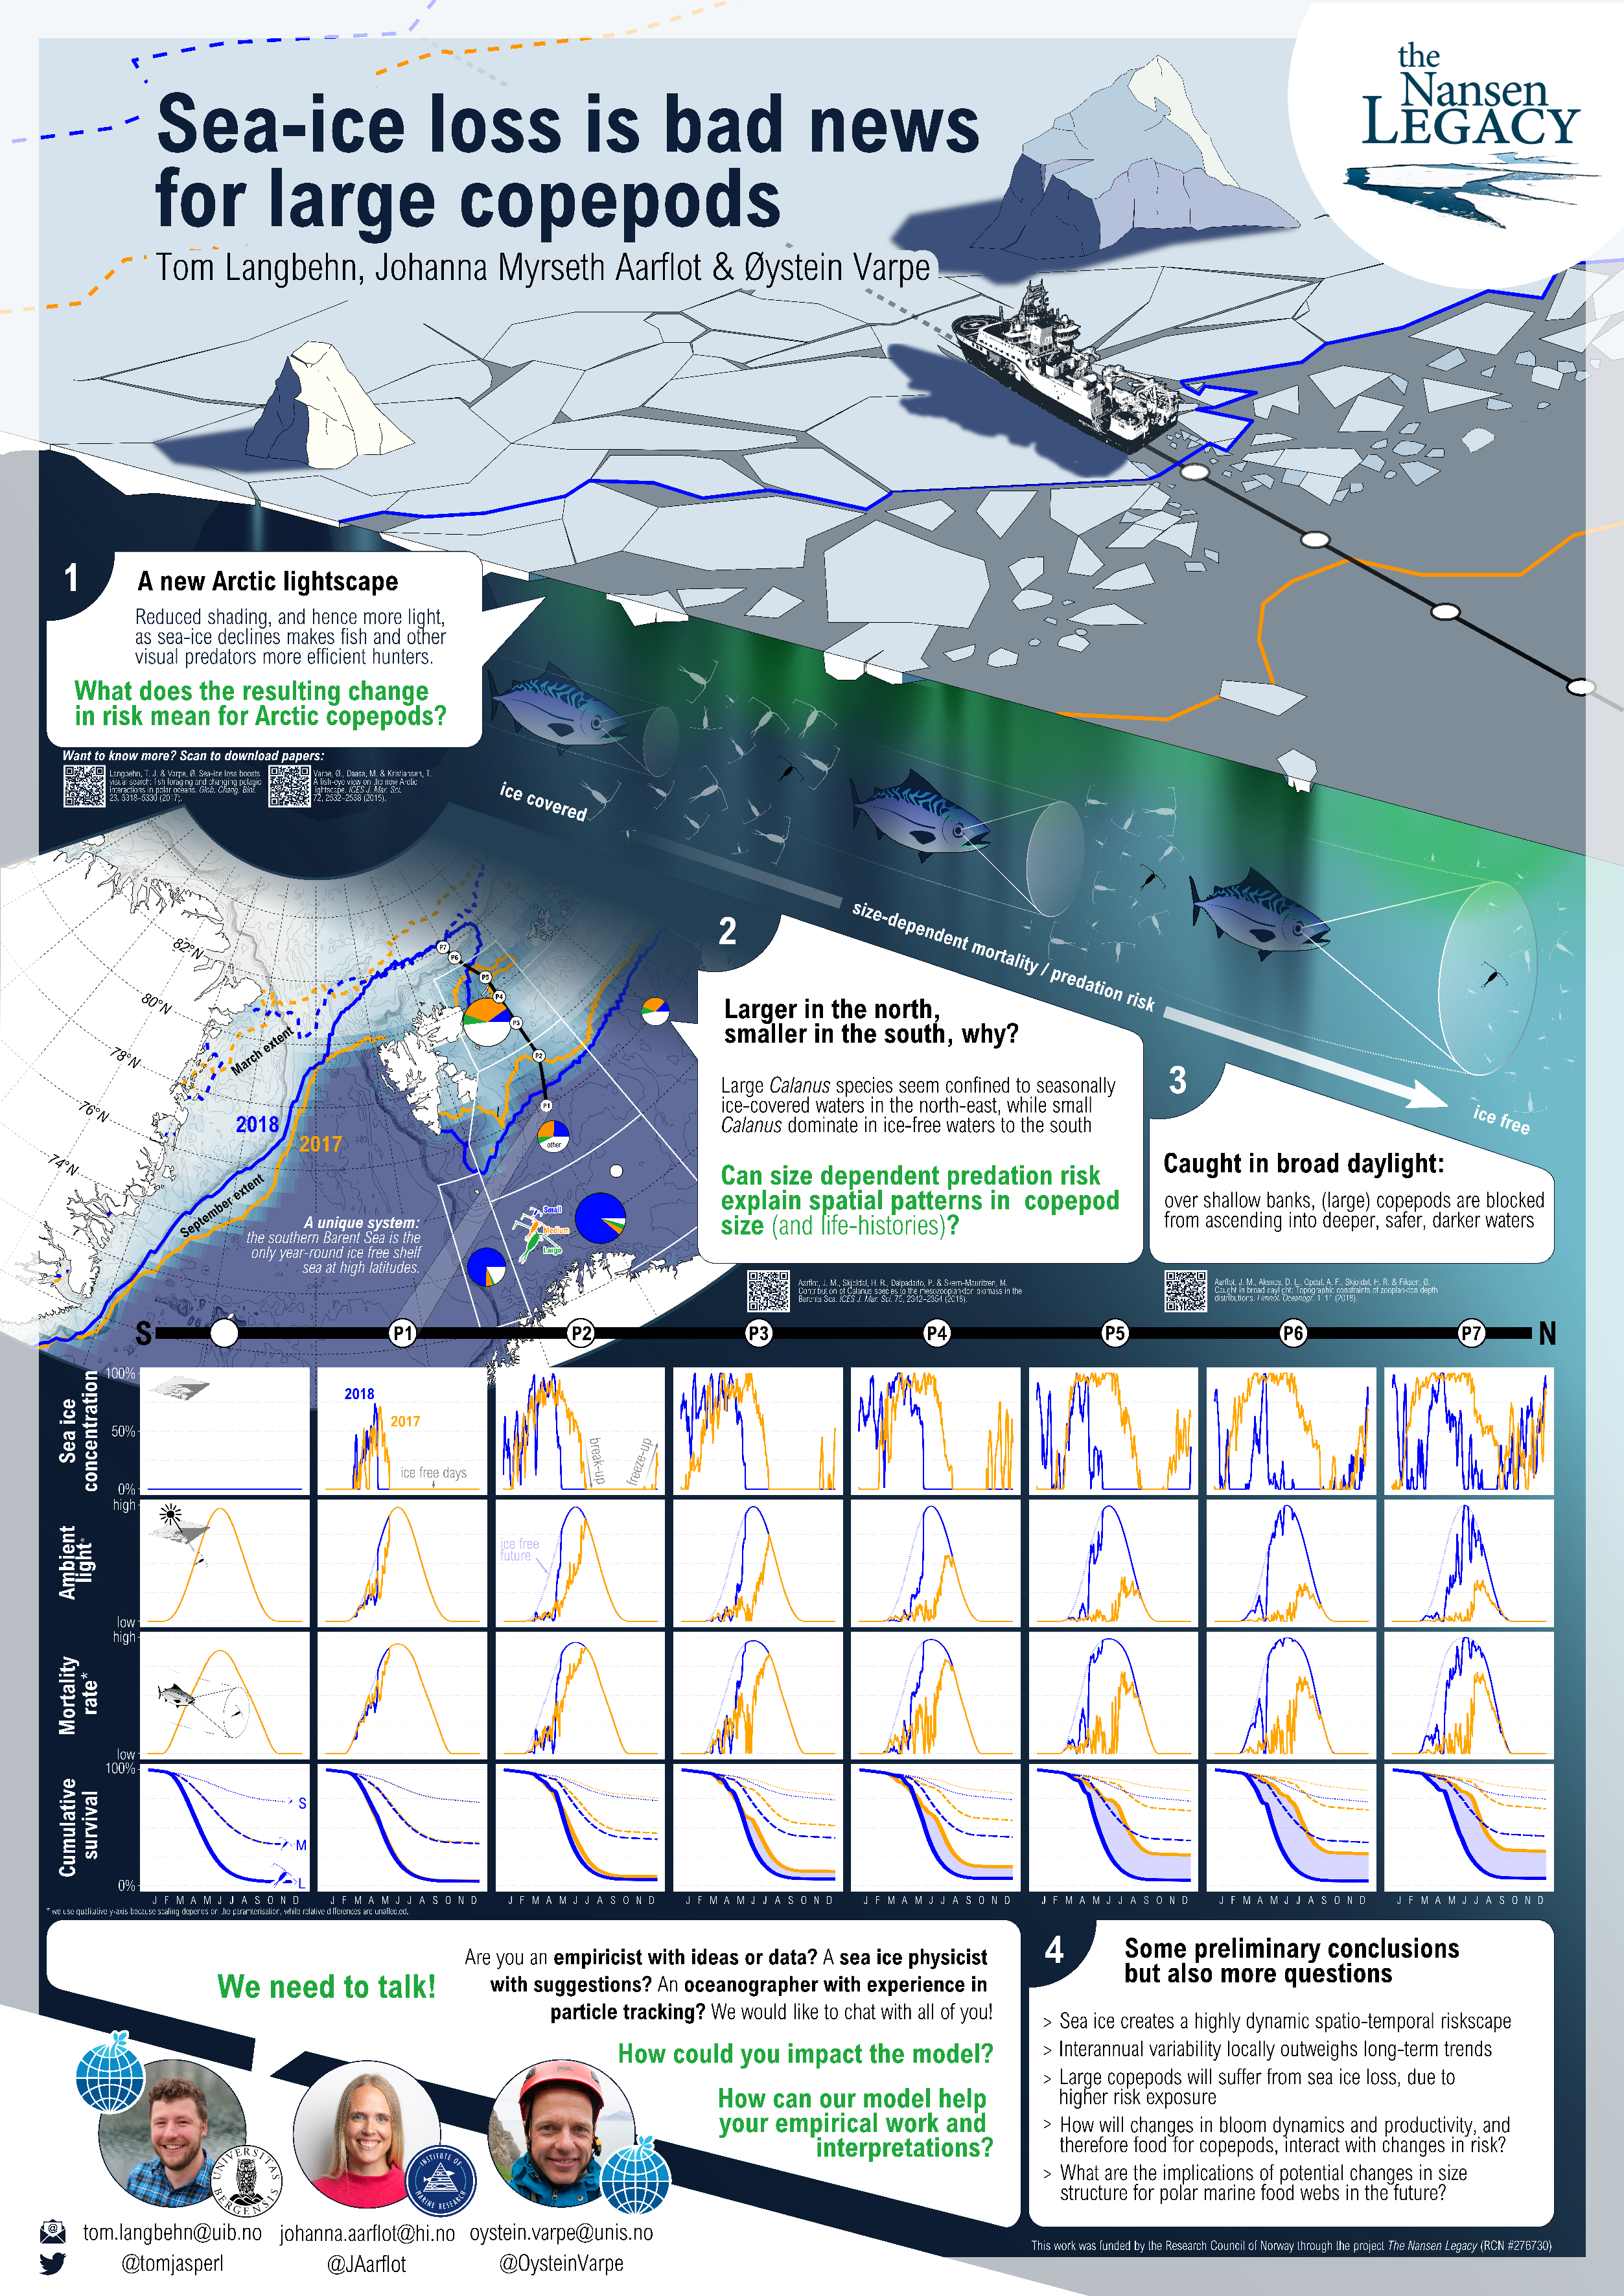 Sea-ice loss is bad news
for large copepods
Tom Langbehn, Johanna Myrseth Aarflot & Øystein Varpe
the
Nansen
LEGACY
1
A new Arctic lightscape
Reduced shading, and hence more light,
as sea-ice declines makes fish and other
visual predators more efficient hunters.
What does the resulting change
in risk mean for Arctic copepods?
Want to know more? Scan to download papers:
Langbehn, T. J. & Varpe, Ø. Sea-ice loss boosts
visual search: fish foraging and changing pelagic
interactions in polar oceans. Glob. Chang. Biol.
23, 5318–5330 (2017).
Varpe, Ø., Daase, M. & Kristiansen, T.
A fish-eye view on the new Arctic
lightscape. ICES J. Mar. Sci.
72, 2532–2538 (2015).
ice covered
size-dependent mortality / predation risk
ice free
2
Larger in the north,
smaller in the south, why?
Large Calanus species seem confined to seasonally
ice-covered waters in the north-east, while small
Calanus dominate in ice-free waters to the south
Can size dependent predation risk
explain spatial patterns in copepod
size (and life-histories)?
Aarflot, J. M., Skjoldal, H. R., Dalpadado, P. & Skern-Mauritzen, M.
Contribution of Calanus species to the mesozooplankton biomass in the
Barents Sea. ICES J. Mar. Sci. 75, 2342–2354 (2018).
3
Caught in broad daylight:
over shallow banks, (large) copepods are blocked
from ascending into deeper, safer, darker waters
Aarflot, J. M., Aksnes, D. L., Opdal, A. F., Skjoldal, H. R. & Fiksen, Ø.
Caught in broad daylight: Topographic constraints of zooplankton depth
distributions. Limnol. Oceanogr. 1–11 (2018).
82°N
80°N
78°N
76°N
74°N
March extent
2018
2017
September extent
P7
P6
P5
P4
P3
P2
P1
other
Small
Medium
Large
A unique system:
the southern Barent Sea is the
only year-round ice free shelf
sea at high latitudes.
S
P1
P2
P3
P4
P5
P6
P7
N
Sea ice
concentration
100%
50%
0%
2018
2017
ice free days
break-up
freeze-up
Ambient
light*
high
low
ice free
future
Mortality
rate*
high
low
Cumulative
survival
100%
0%
S
M
L
J F M A M J J A S O N D
J F M A M J J A S O N D
J F M A M J J A S O N D
J F M A M J J A S O N D
J F M A M J J A S O N D
J F M A M J J A S O N D
J F M A M J J A S O N D
J F M A M J J A S O N D
* we use qualitative y-axis because scaling depends on the paramterisation, while relative differences are unaffected.
We need to talk!
Are you an empiricist with ideas or data? A sea ice physicist
with suggestions? An oceanographer with experience in
particle tracking? We would like to chat with all of you!
How could you impact the model?
How can our model help
your empirical work and
interpretations?
UNIVERSITAS
BERGENSIS
INSTITUTE OF
MARINE RESEARCH
tom.langbehn@uib.no
johanna.aarflot@hi.no
oystein.varpe@unis.no
@tomjasperl
@JAarflot
@OysteinVarpe
4
Some preliminary conclusions
but also more questions
> Sea ice creates a highly dynamic spatio-temporal riskscape
> Interannual variability locally outweighs long-term trends
> Large copepods will suffer from sea ice loss, due to
higher risk exposure
> How will changes in bloom dynamics and productivity, and
therefore food for copepods, interact with changes in risk?
> What are the implications of potential changes in size
structure for polar marine food webs in the future?
This work was funded by the Research Council of Norway through the project The Nansen Legacy (RCN #276730)